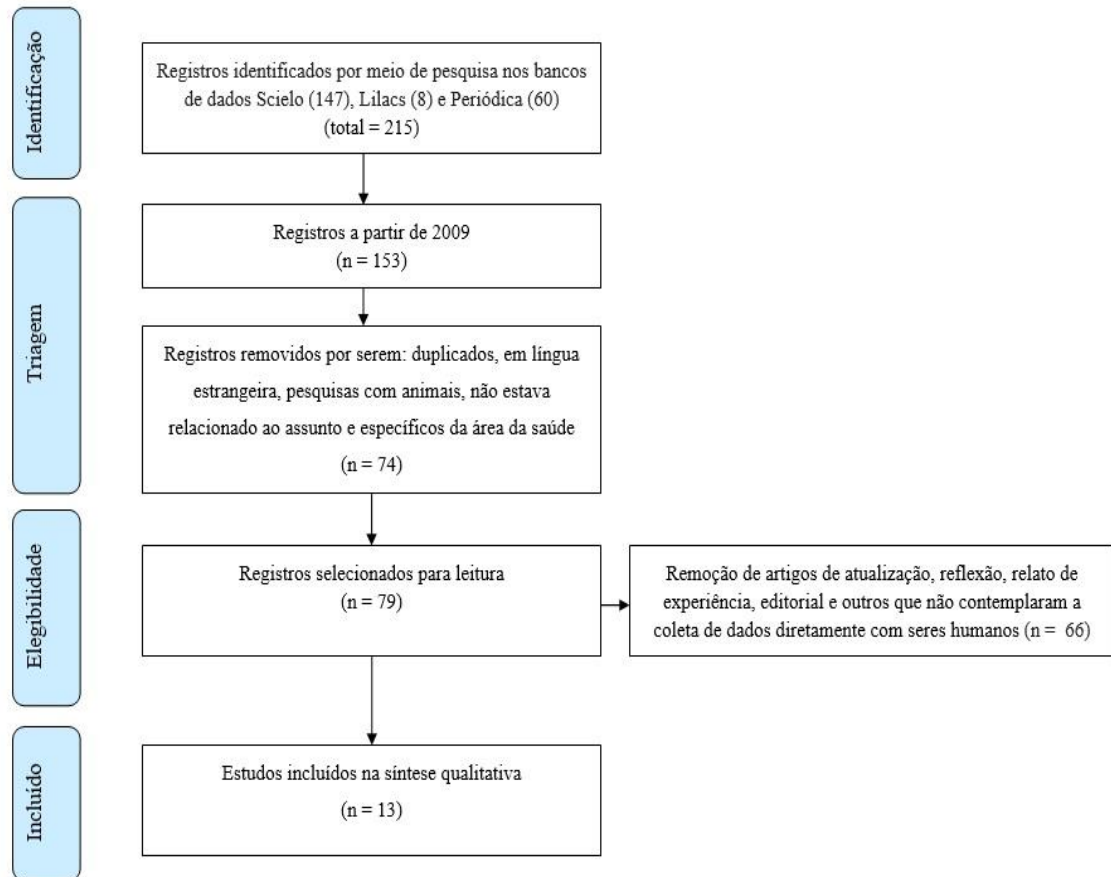 Identificação
Registros identificados por meio de pesquisa nos bancos
de dados Scielo (147), Lilacs (8) e Periódica (60)
(total = 215)
Triagem
Registros a partir de 2009
(n = 153)
Registros removidos por serem: duplicados, em língua
estrangeira, pesquisas com animais, não estava
relacionado ao assunto e específicos da área da saúde
(n = 74)
Elegibilidade
Registros selecionados para leitura
(n = 79)
Remoção de artigos de atualização, reflexão, relato de
experiência, editorial e outros que não contemplaram a
coleta de dados diretamente com seres humanos (n = 66)
Incluído
Estudos incluídos na síntese qualitativa
(n = 13)